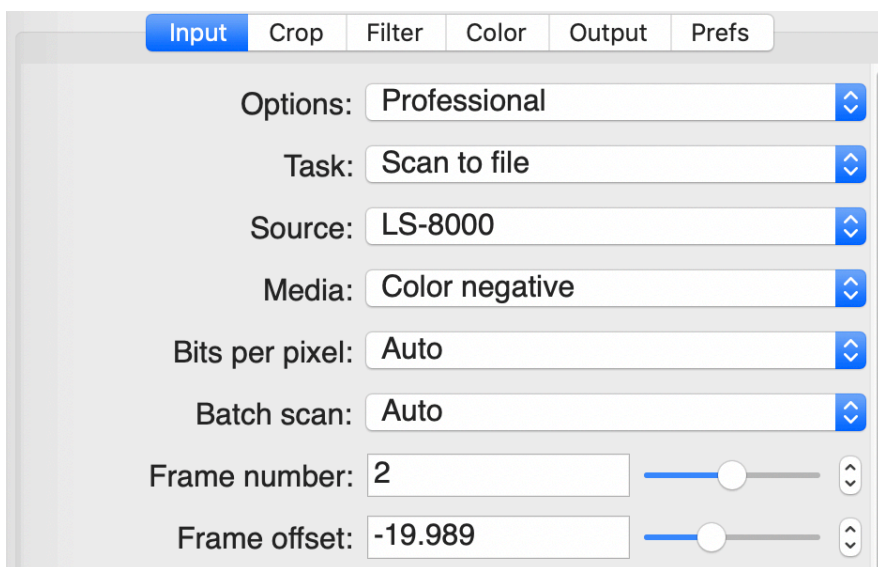 Input Crop Filter Color Output Prefs
Options: Professional
Task: Scan to file
Source: LS-8000
Media: Color negative
Bits per pixel: Auto
Batch scan: Auto
Frame number: 2
Frame offset: -19.989